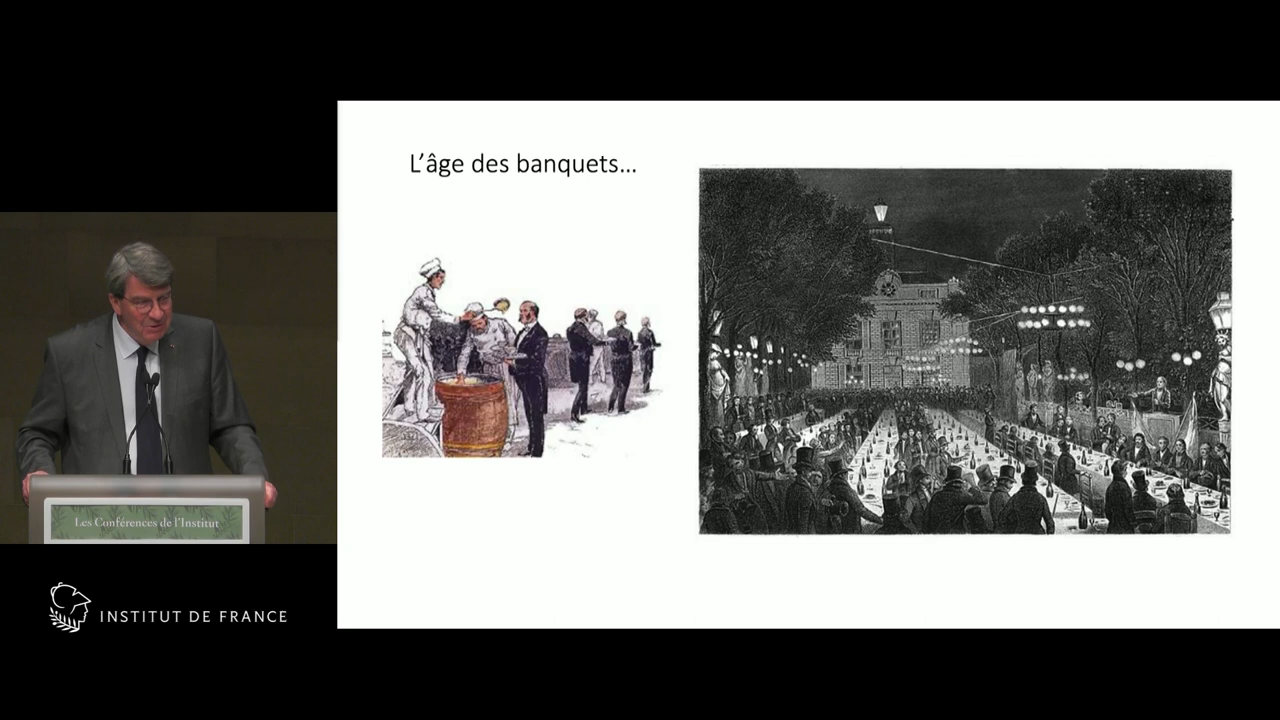 L'âge des banquets...
Les Conférences de l'Institut
INSTITUT DE FRANCE